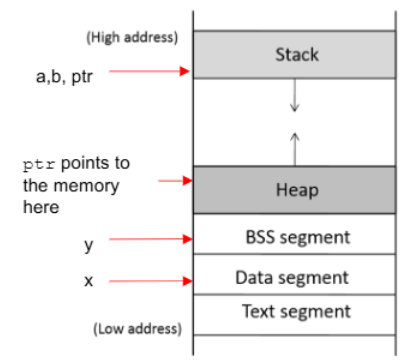 (High address)
Stack
a,b, ptr
ptr points to
the memory
here
Heap
y
BSS segment
x
Data segment
Text segment
(Low address)